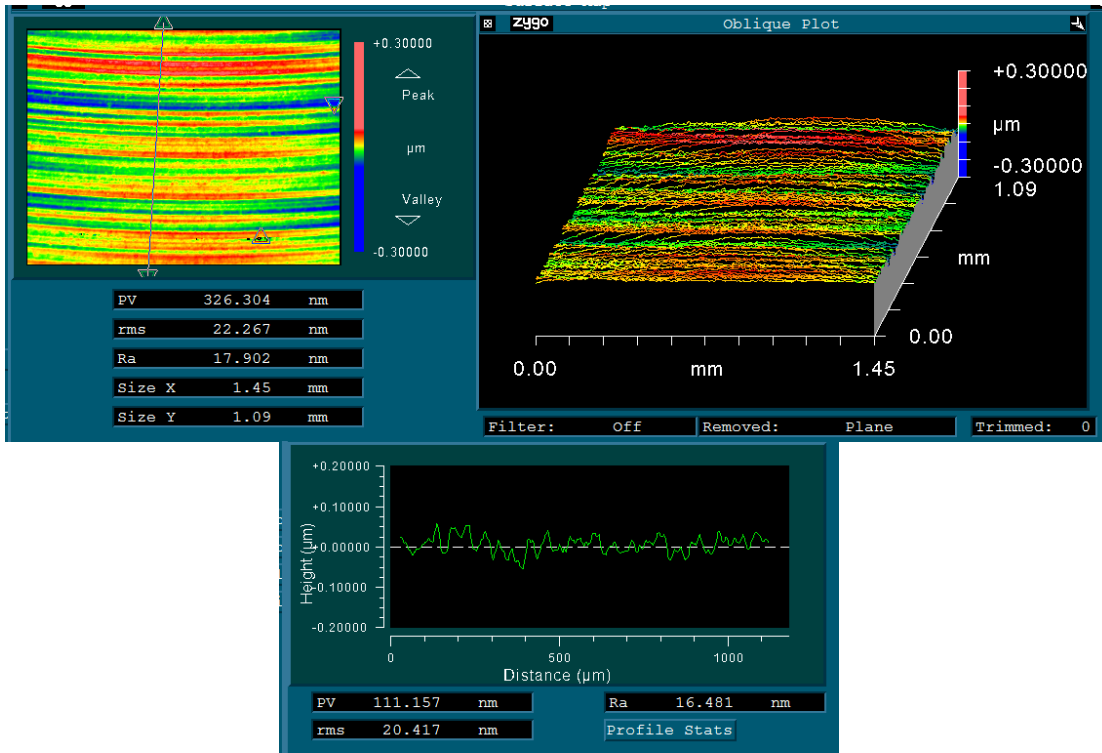 +0.30000
Peak
µm
Valley
-0.30000
PV 326.304 nm
rms 22.267 nm
Ra 17.902 nm
Size X 1.45 mm
Size Y 1.09 mm
zygo Oblique Plot
+0.30000
µm
-0.30000
1.09
mm
0.00
0.00 mm 1.45
Filter: Off Removed: Plane Trimmed: 0
+0.20000
+0.10000
+0.00000
-0.10000
-0.20000
Height (µm)
0 500 1000
Distance (µm)
PV 111.157 nm Ra 16.481 nm
rms 20.417 nm Profile Stats